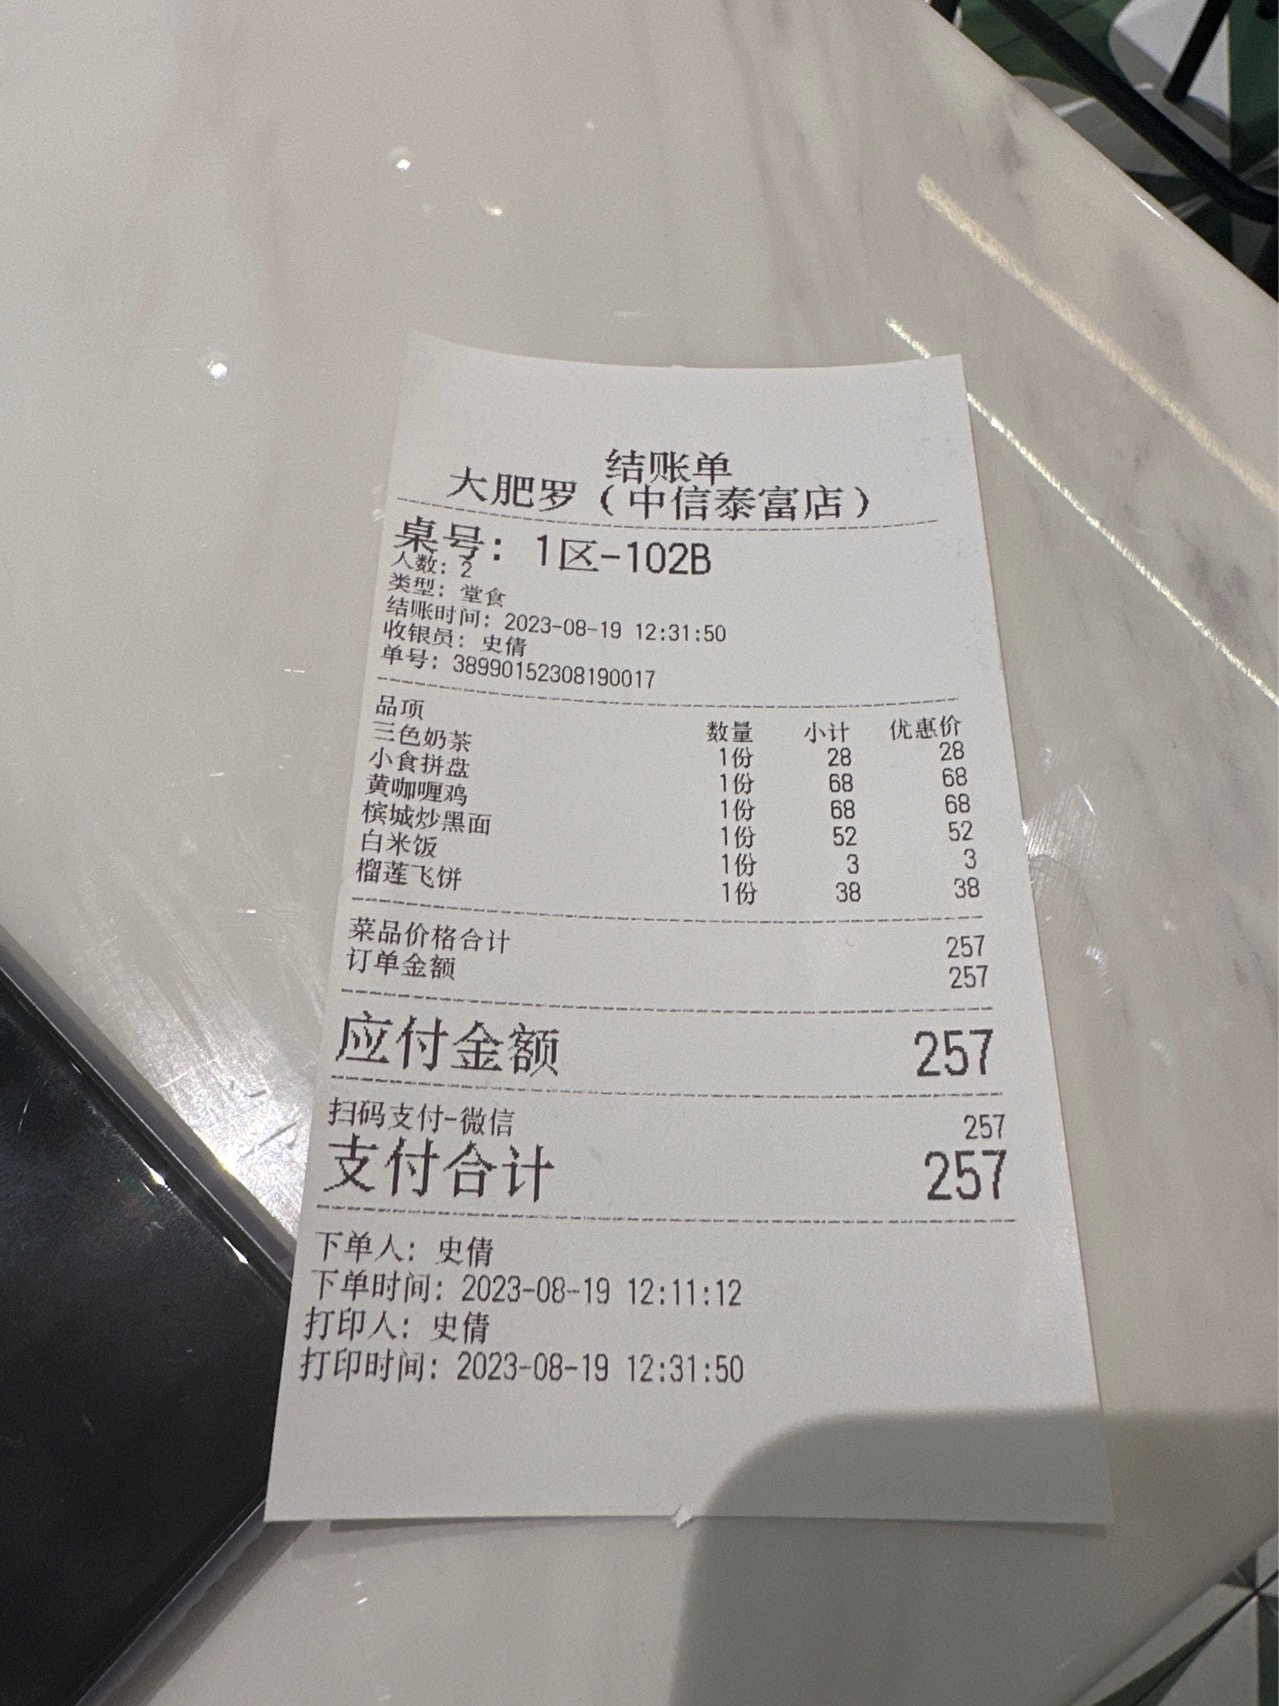 结账单
大肥罗（中信泰富店）
桌号：1区-102B
人数：2
类型：堂食
结账时间：2023-08-19 12:31:50
收银员：史倩
单号：38990152308190017
品项 数量 小计 优惠价
三色奶茶 1份 28 28
小食拼盘 1份 68 68
黄咖喱鸡 1份 68 68
槟城炒黑面 1份 52 52
白米饭 1份 3 3
榴莲飞饼 1份 38 38
菜品价格合计 257
订单金额 257
应付金额 257
扫码支付-微信 257
支付合计 257
下单人：史倩
下单时间：2023-08-19 12:11:12
打印人：史倩
打印时间：2023-08-19 12:31:50